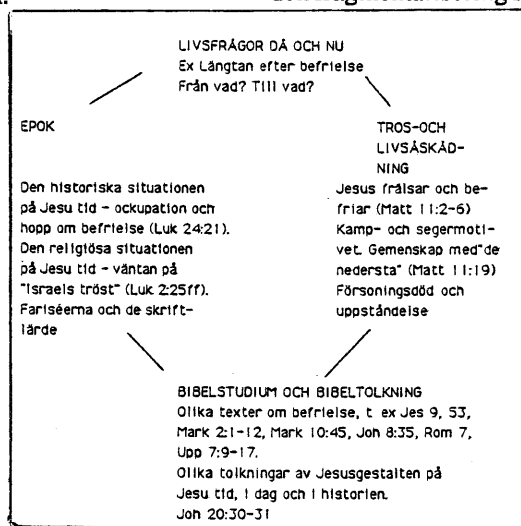 LIVSFRÅGOR DÅ OCH NU
Ex Längtan efter befrielse
Från vad? Till vad?
EPOK
Den historiska situationen
på Jesu tid - ockupation och
hopp om befrielse (Luk 24:21).
Den religiösa situationen
på Jesu tid - väntan på
"Israels tröst" (Luk 2:25ff).
Fariséerna och de skrift-
lärde
TROS-OCH
LIVSÅSKÅD-
NING
Jesus frälsar och be-
friar (Matt 11:2-6)
Kamp- och segermoti-
vet. Gemenskap med"de
nedersta" (Matt 11:19)
Försoningsdöd och
uppståndelse
BIBELSTUDIUM OCH BIBELTOLKNING
Olika texter om befrielse, t ex Jes 9, 53,
Mark 2:1-12, Mark 10:45, Joh 8:35, Rom 7,
Upp 7:9-17.
Olika tolkningar av Jesusgestalten på
Jesu tid, i dag och i historien.
Joh 20:30-31